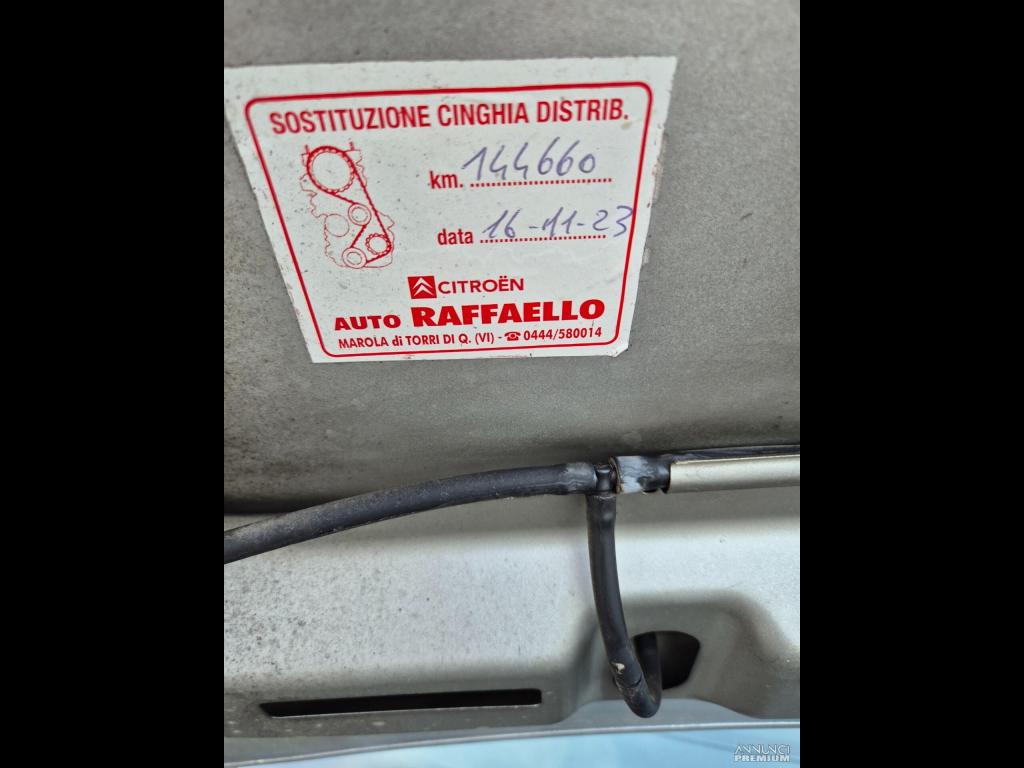 SOSTITUZIONE CINGHIA DISTRIB.
km. 144660
data 16-11-23
CITROËN
AUTO RAFFAELLO
MAROLA di TORRI DI Q. (VI) - ☎ 0444/580014
ANNUNCI
PREMIUM